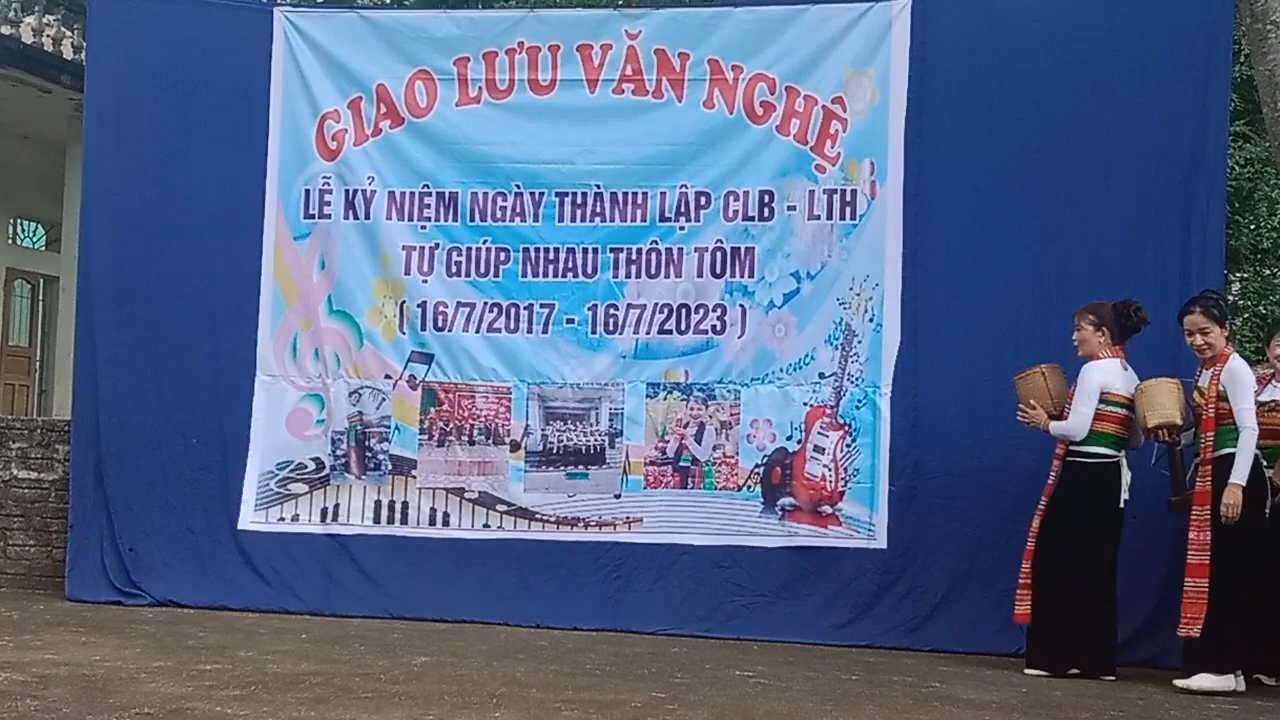 GIAO LƯU VĂN NGHỆ
LỄ KỶ NIỆM NGÀY THÀNH LẬP CLB - LTH
TỰ GIÚP NHAU THÔN TÔM
( 16/7/2017 - 16/7/2023 )